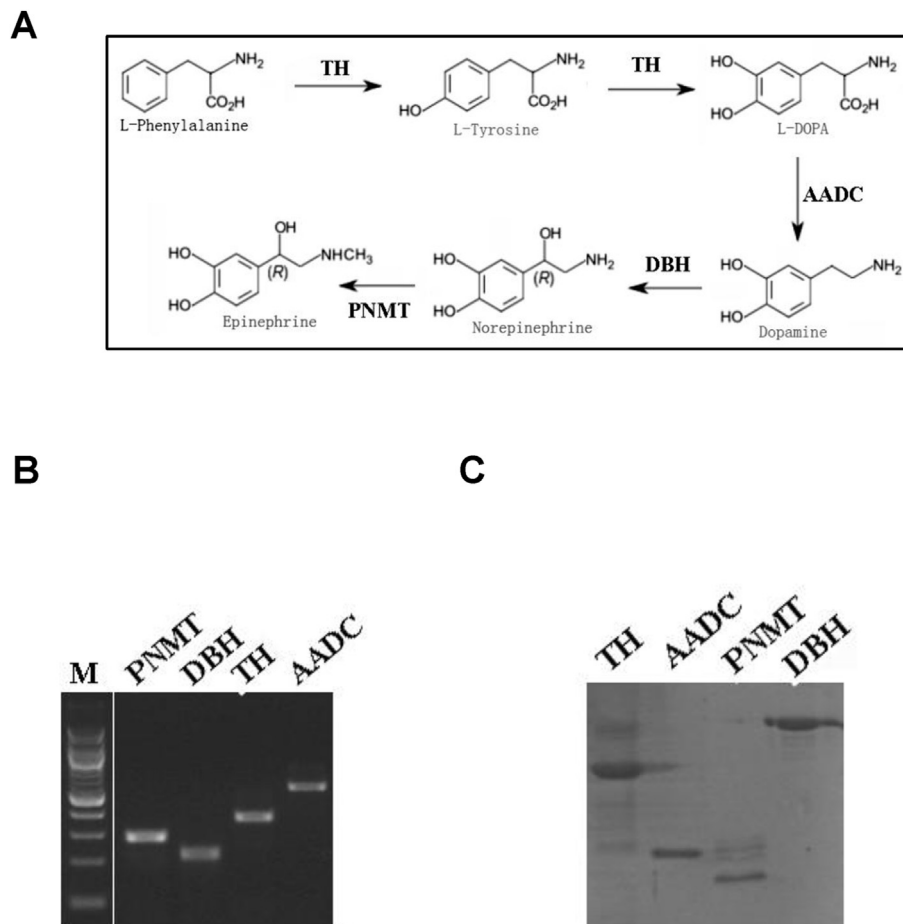 A
NH₂
CO₂H
L-Phenylalanine
TH
NH₂
CO₂H
HO
L-Tyrosine
TH
HO
HO
NH₂
CO₂H
L-DOPA
AADC
HO
HO
NH₂
Dopamine
DBH
OH
HO
HO
NH₂
(R)
Norepinephrine
PNMT
OH
HO
HO
NHCH₃
(R)
Epinephrine
B
M
PNMT
DBH
TH
AADC
C
TH
AADC
PNMT
DBH